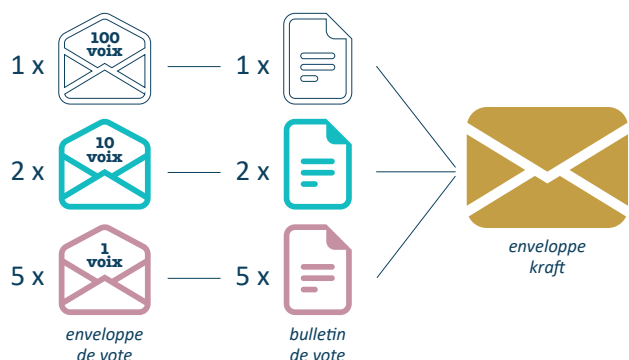 100
voix
1 x
1 x
10
voix
2 x
2 x
1
voix
5 x
5 x
enveloppe
de vote
bulletin
de vote
enveloppe
kraft